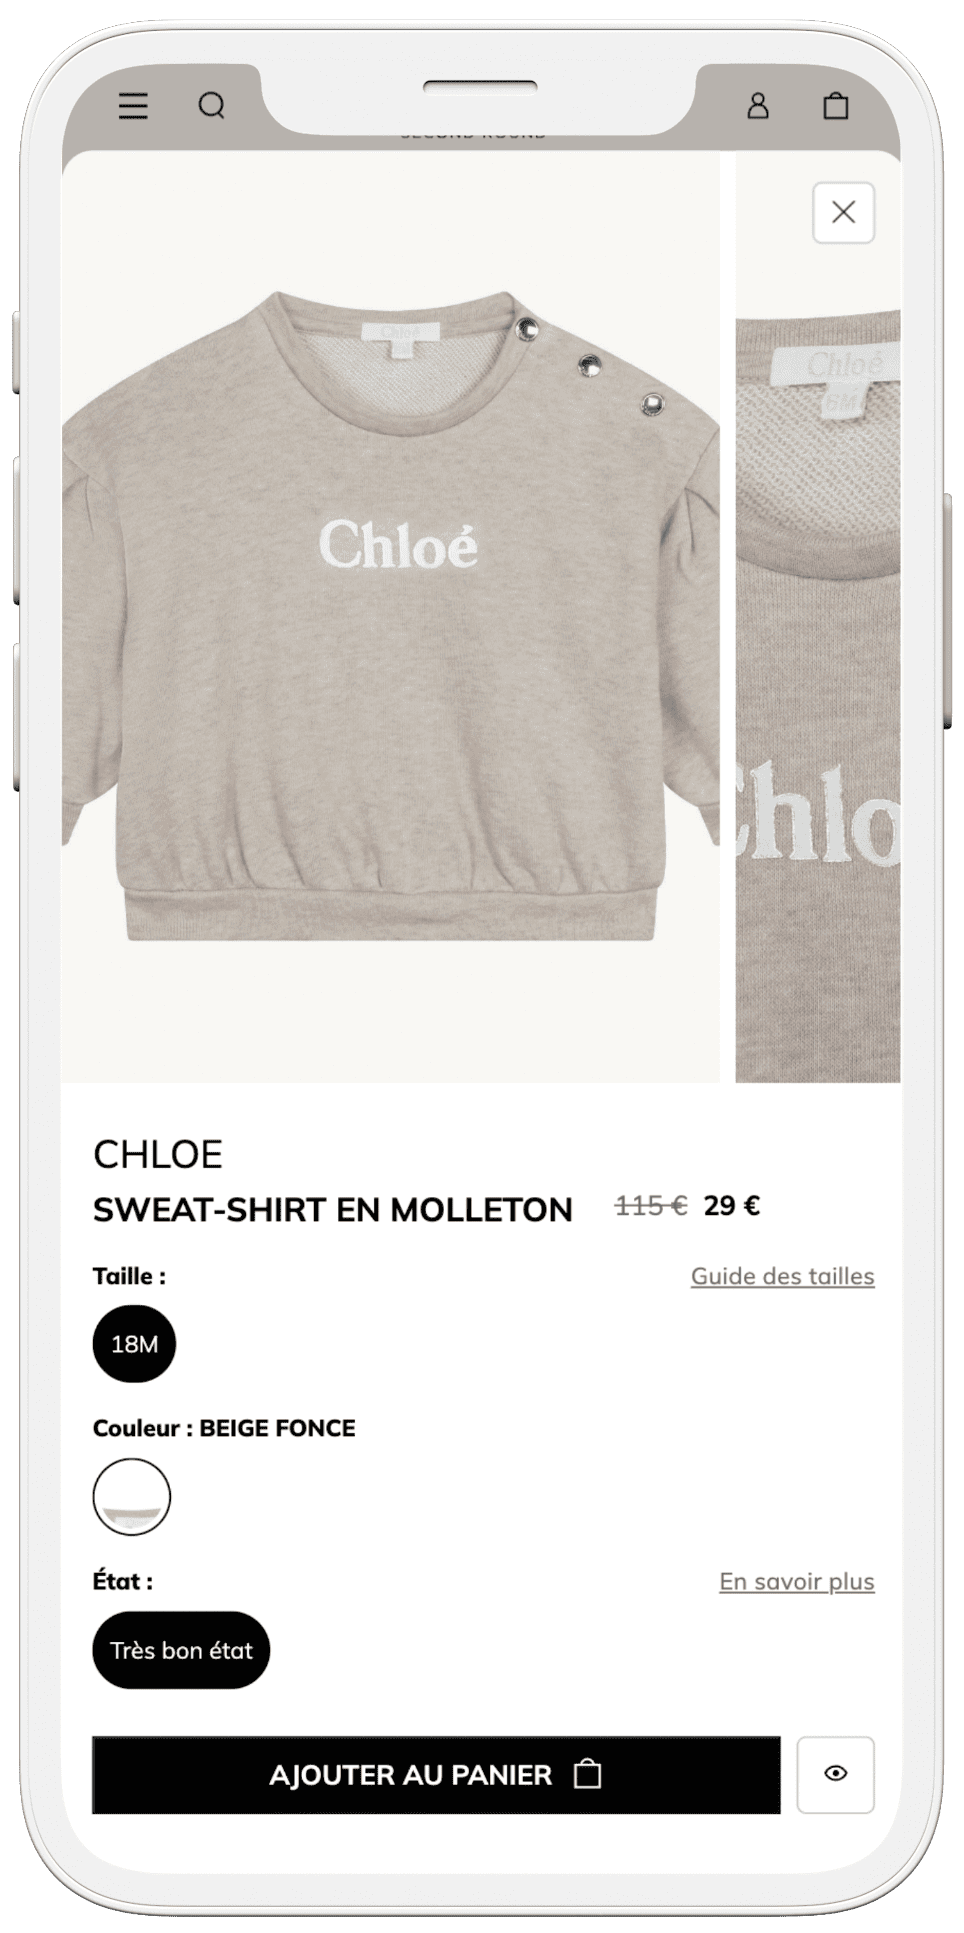 SECOND ROUND
Chloé
Chloé
Chloé
6M
Chlo
CHLOE
SWEAT-SHIRT EN MOLLETON 115 € 29 €
Taille :
Guide des tailles
18M
Couleur : BEIGE FONCE
État :
En savoir plus
Très bon état
AJOUTER AU PANIER